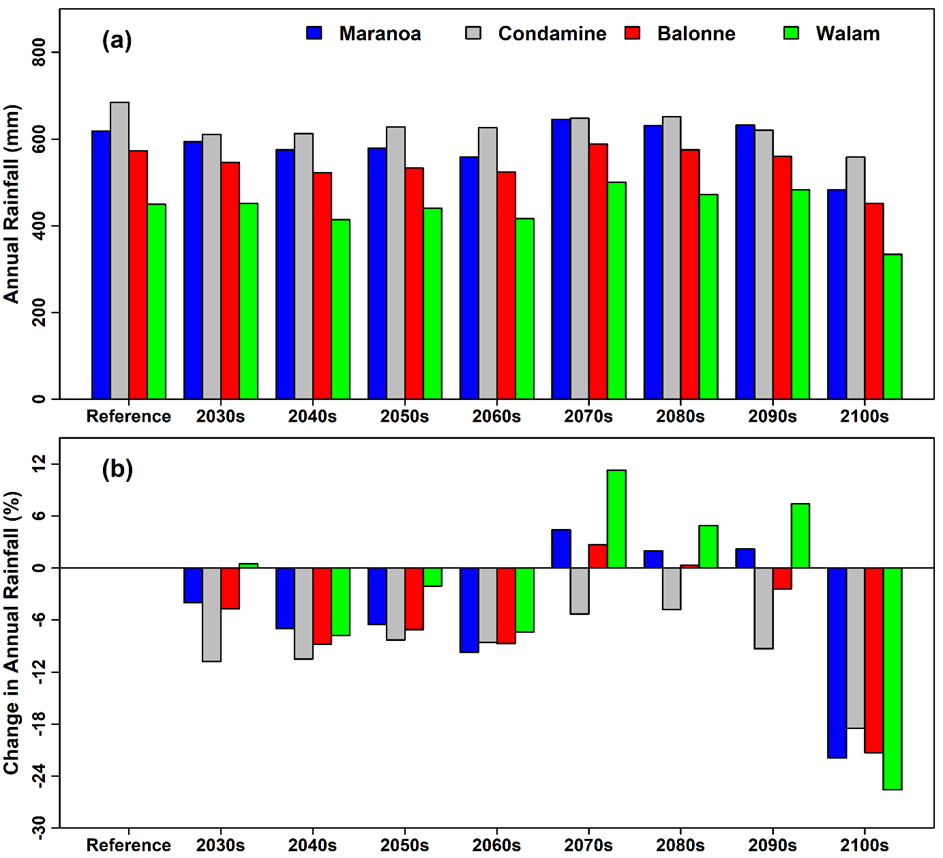 (a)
Maranoa Condamine Balonne Walam
Annual Rainfall (mm)
800
600
400
200
0
Reference 2030s 2040s 2050s 2060s 2070s 2080s 2090s 2100s
(b)
Change in Annual Rainfall (%)
12
6
0
-6
-12
-18
-24
-30
Reference 2030s 2040s 2050s 2060s 2070s 2080s 2090s 2100s